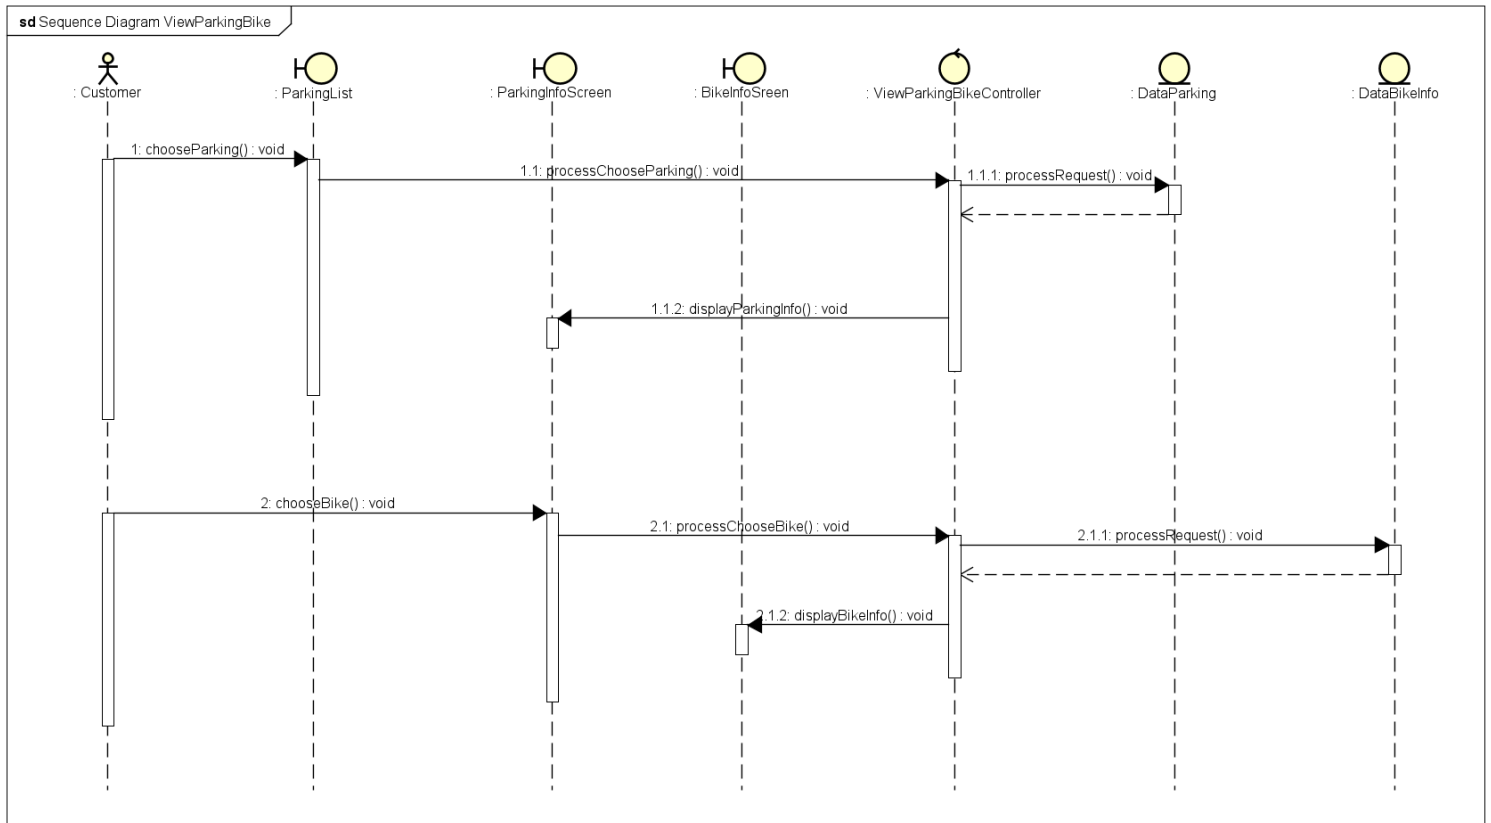 sd Sequence Diagram ViewParkingBike
: Customer
: ParkingList
: ParkingInfoScreen
: BikeInfoSreen
: ViewParkingBikeController
: DataParking
: DataBikeInfo
1: chooseParking() : void
1.1: processChooseParking() : void
1.1.1: processRequest() : void
1.1.2: displayParkingInfo() : void
2: chooseBike() : void
2.1: processChooseBike() : void
2.1.1: processRequest() : void
2.1.2: displayBikeInfo() : void